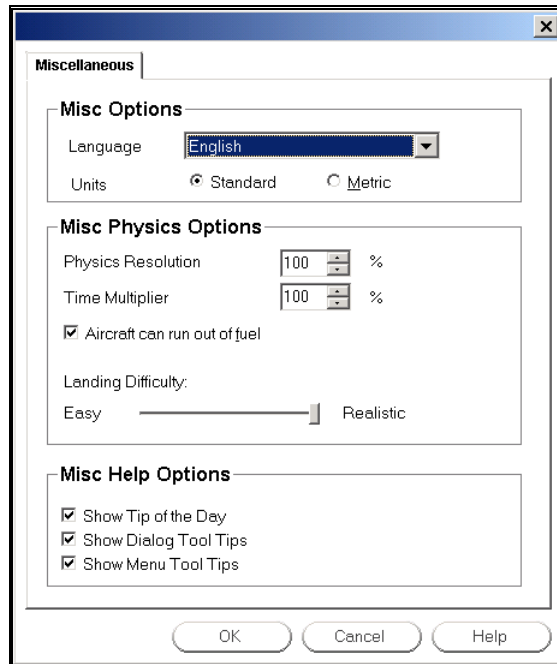 Miscellaneous
Misc Options
Language English
Units Standard Metric
Misc Physics Options
Physics Resolution 100 %
Time Multiplier 100 %
Aircraft can run out of fuel
Landing Difficulty:
Easy Realistic
Misc Help Options
Show Tip of the Day
Show Dialog Tool Tips
Show Menu Tool Tips
OK Cancel Help